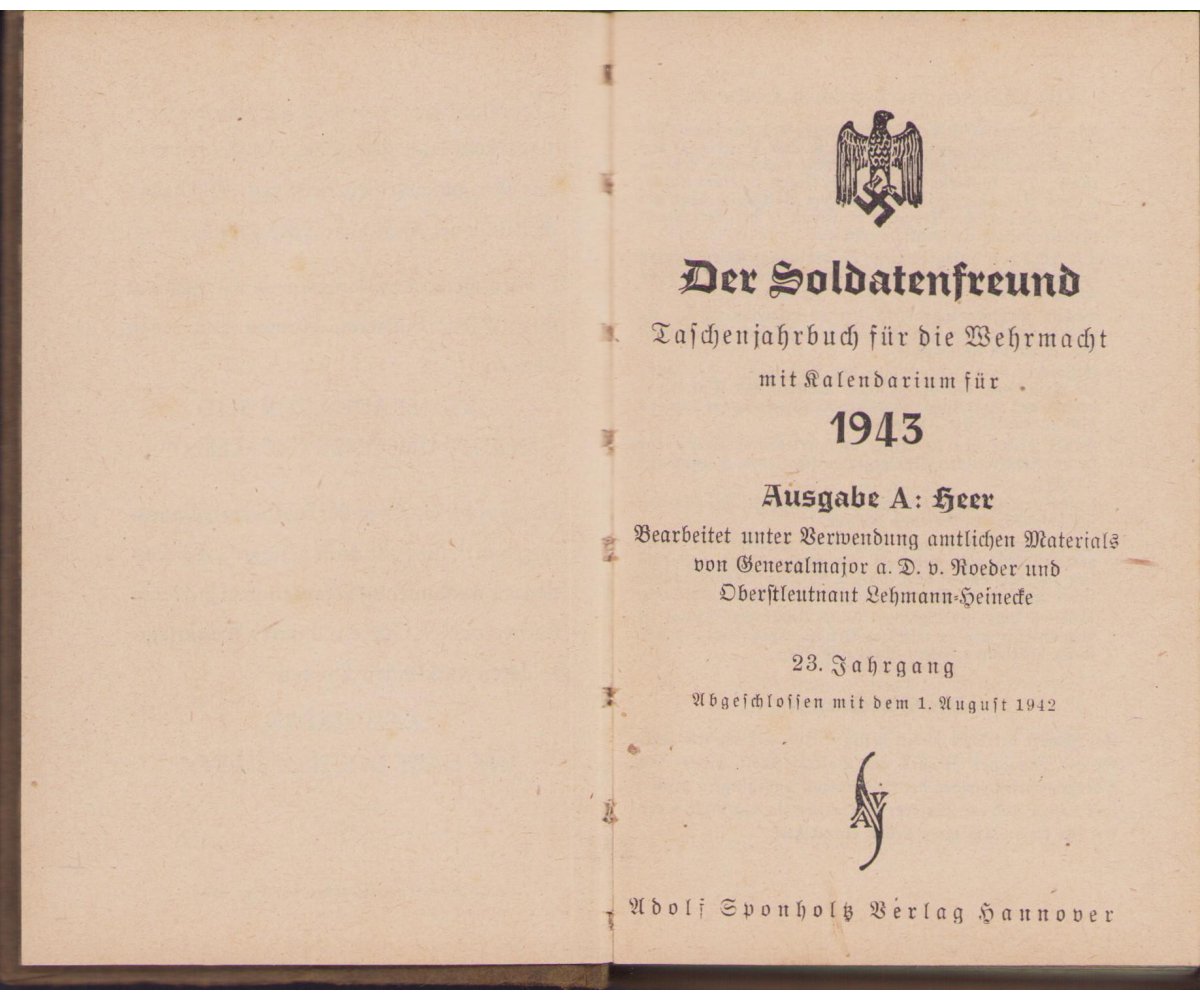 Der Soldatenfreund
Taschenjahrbuch für die Wehrmacht
mit Kalendarium für
1943
Ausgabe A: Heer
Bearbeitet unter Verwendung amtlichen Materials
von Generalmajor a. D. v. Roeder und
Oberstleutnant Lehmann-Heinecke
23. Jahrgang
Abgeschlossen mit dem 1. August 1942
ASV
Adolf Sponholtz Verlag Hannover